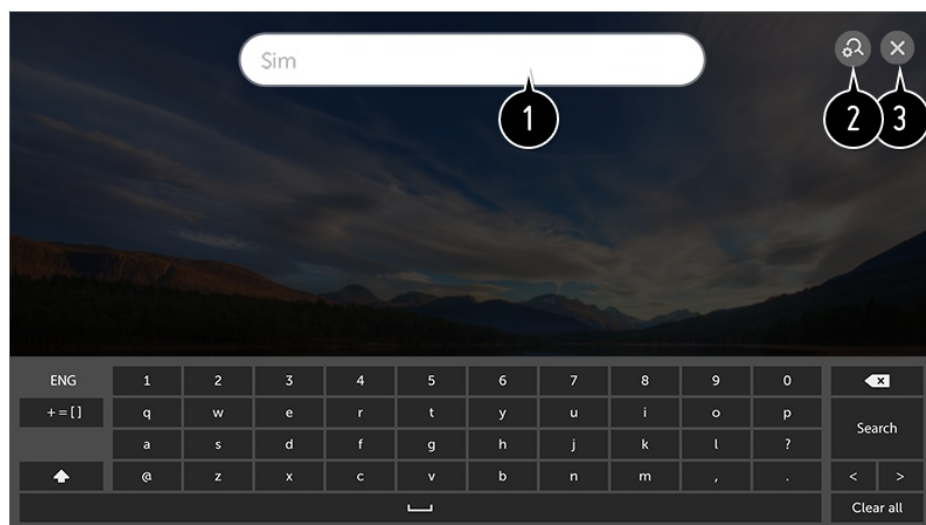 Sim
1
2
3
ENG 1 2 3 4 5 6 7 8 9 0
+=[] q w e r t y u i o p
Search
a s d f g h j k l ?
@ z x c v b n m , . < >
Clear all